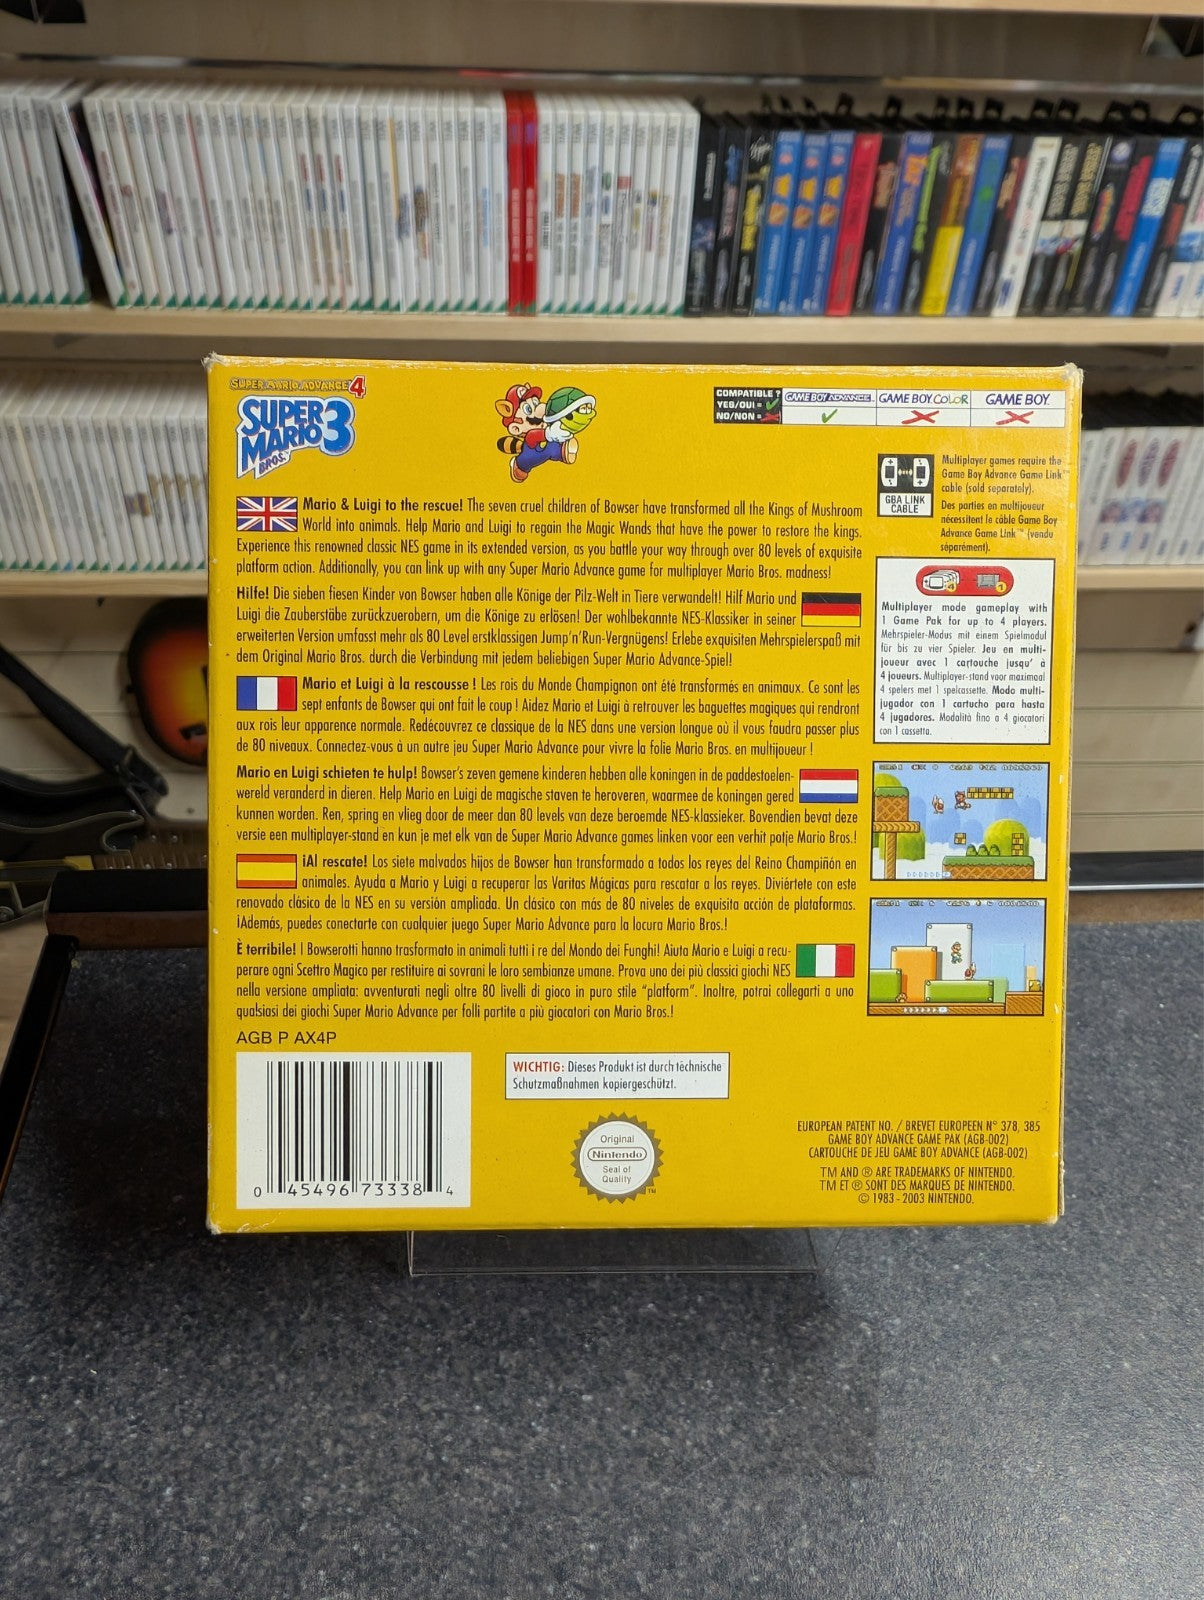 SUPER MARIO ADVANCE 4
SUPER
MARIO 3
BROS.
COMPATIBLE ?
YES/OUI =
NO/NON =
GAME BOY ADVANCE
GAME BOY COLOR
GAME BOY
GBA LINK
CABLE
Multiplayer games require the
Game Boy Advance Game Link™
cable (sold separately).
Des parties en multijoueur
nécessitent le câble Game Boy
Advance Game Link™ (vendu
séparément).
Mario & Luigi to the rescue! The seven cruel children of Bowser have transformed all the Kings of Mushroom
World into animals. Help Mario and Luigi to regain the Magic Wands that have the power to restore the kings.
Experience this renowned classic NES game in its extended version, as you battle your way through over 80 levels of exquisite
platform action. Additionally, you can link up with any Super Mario Advance game for multiplayer Mario Bros. madness!
Hilfe! Die sieben fiesen Kinder von Bowser haben alle Könige der Pilz-Welt in Tiere verwandelt! Hilf Mario und
Luigi die Zauberstäbe zurückzuerobern, um die Könige zu erlösen! Der wohlbekannte NES-Klassiker in seiner
erweiterten Version umfasst mehr als 80 Level erstklassigen Jump'n'Run-Vergnügens! Erlebe exquisiten Mehrspielerspaß mit
dem Original Mario Bros. durch die Verbindung mit jedem beliebigen Super Mario Advance-Spiel!
Mario et Luigi à la rescousse ! Les rois du Monde Champignon ont été transformés en animaux. Ce sont les
sept enfants de Bowser qui ont fait le coup ! Aidez Mario et Luigi à retrouver les baguettes magiques qui rendront
aux rois leur apparence normale. Redécouvrez ce classique de la NES dans une version longue où il vous faudra passer plus
de 80 niveaux. Connectez-vous à un autre jeu Super Mario Advance pour vivre la folie Mario Bros. en multijoueur !
Mario en Luigi schieten te hulp! Bowser's zeven gemene kinderen hebben alle koningen in de paddestoelen-
wereld veranderd in dieren. Help Mario en Luigi de magische staven te heroveren, waarmee de koningen gered
kunnen worden. Ren, spring en vlieg door de meer dan 80 levels van deze beroemde NES-klassieker. Bovendien bevat deze
versie een multiplayer-stand en kun je met elk van de Super Mario Advance games linken voor een verhit potje Mario Bros.!
¡Al rescate! Los siete malvados hijos de Bowser han transformado a todos los reyes del Reino Champiñón en
animales. Ayuda a Mario y Luigi a recuperar las Varitas Mágicas para rescatar a los reyes. Diviértete con este
renovado clásico de la NES en su versión ampliada. Un clásico con más de 80 niveles de exquisita acción de plataformas.
¡Además, puedes conectarte con cualquier juego Super Mario Advance para la locura Mario Bros.!
È terribile! I Bowserotti hanno trasformato in animali tutti i re del Mondo dei Funghi! Aiuta Mario e Luigi a recu-
perare ogni Scettro Magico per restituire ai sovrani le loro sembianze umane. Prova uno dei più classici giochi NES
nella versione ampliata: avventurati negli oltre 80 livelli di gioco in puro stile "platform". Inoltre, potrai collegarti a uno
qualsiasi dei giochi Super Mario Advance per folli partite a più giocatori con Mario Bros.!
4
1
Multiplayer mode gameplay with
1 Game Pak for up to 4 players.
Mehrspieler-Modus mit einem Spielmodul
für bis zu vier Spieler. Jeu en multi-
joueur avec 1 cartouche jusqu' à
4 joueurs. Multiplayer-stand voor maximaal
4 spelers met 1 spelcassette. Modo multi-
jugador con 1 cartucho para hasta
4 jugadores. Modalità fino a 4 giocatori
con 1 cassetta.
AGB P AX4P
0 45496 73338 4
WICHTIG: Dieses Produkt ist durch technische
Schutzmaßnahmen kopiergeschützt.
Original
Nintendo
Seal of
Quality
™
EUROPEAN PATENT NO. / BREVET EUROPEEN N° 378, 385
GAME BOY ADVANCE GAME PAK (AGB-002)
CARTOUCHE DE JEU GAME BOY ADVANCE (AGB-002)
TM AND ® ARE TRADEMARKS OF NINTENDO.
TM ET ® SONT DES MARQUES DE NINTENDO.
© 1983 - 2003 NINTENDO.